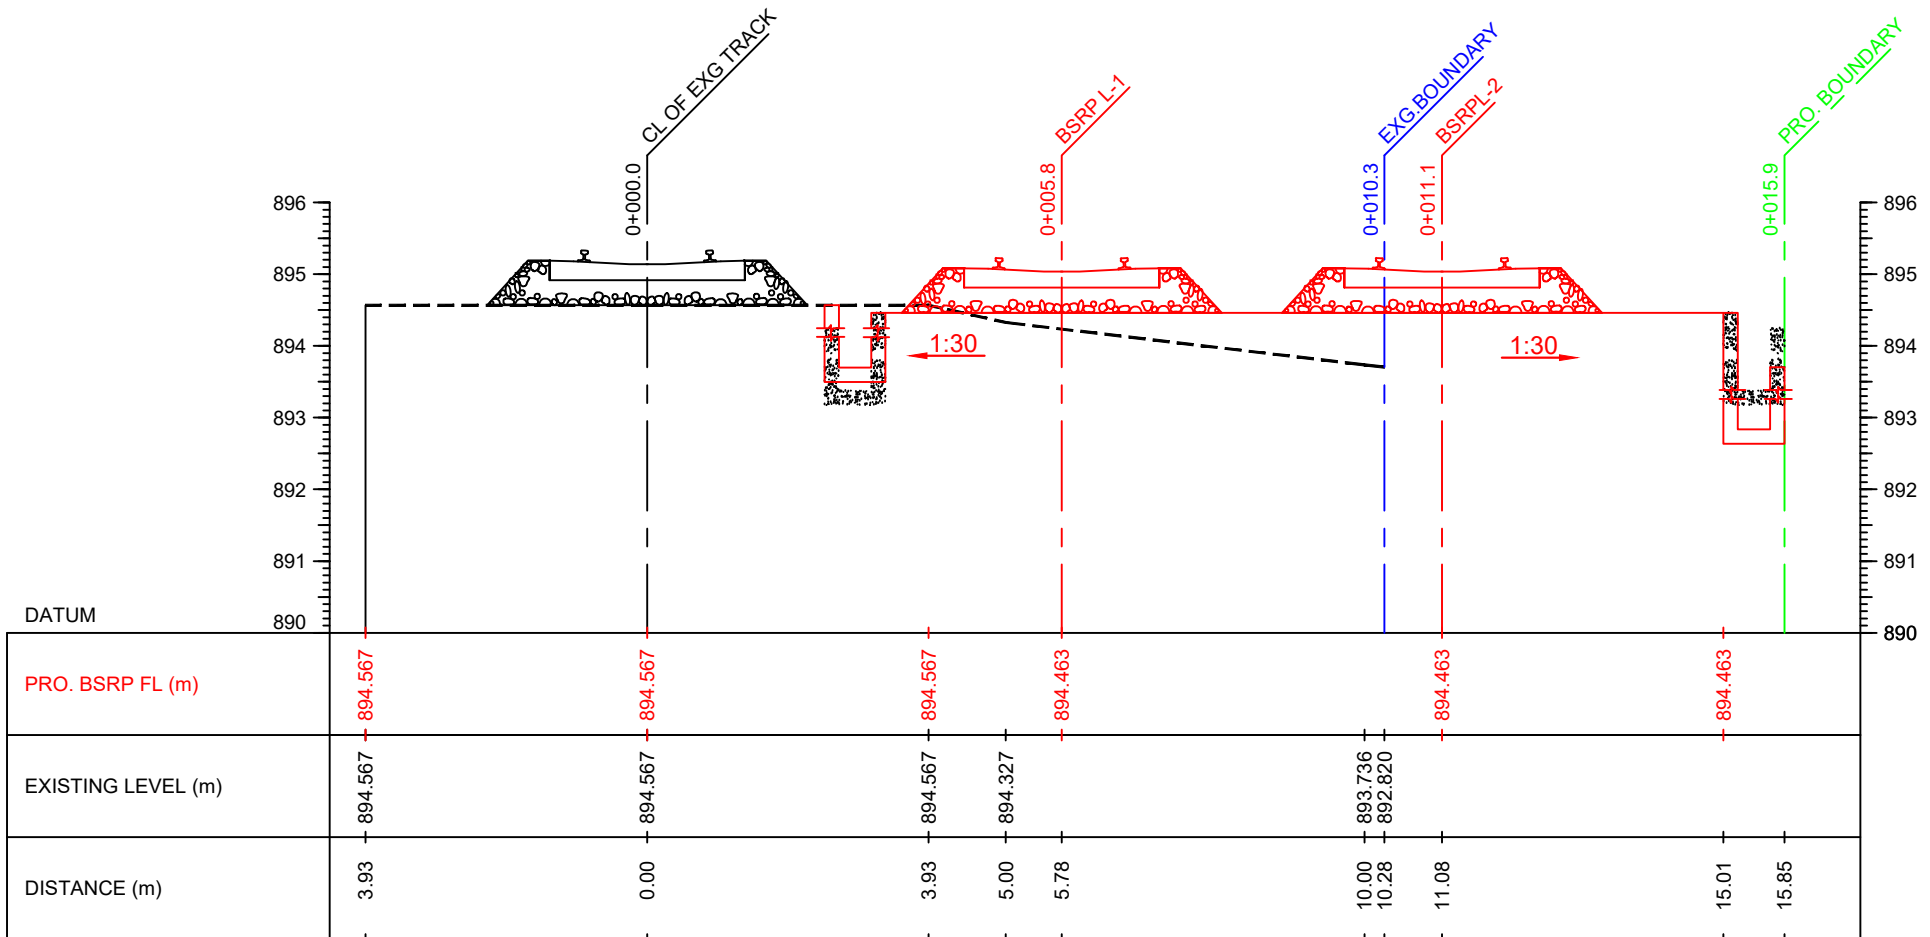 CL OF EXG TRACK
BSRP L-1
EXG.BOUNDARY
BSRPL-2
PRO. BOUNDARY
0+000.0
0+005.8
0+010.3
0+011.1
0+015.9
896 896
895 895
894 894
893 893
892 892
891 891
890 890
1:30
1:30
DATUM
PRO. BSRP FL (m) 894.567 894.567 894.567 894.463 894.463 894.463
EXISTING LEVEL (m) 894.567 894.567 894.567 894.327 893.736 892.820
DISTANCE (m) 3.93 0.00 3.93 5.00 5.78 10.00 10.28 11.08 15.01 15.85